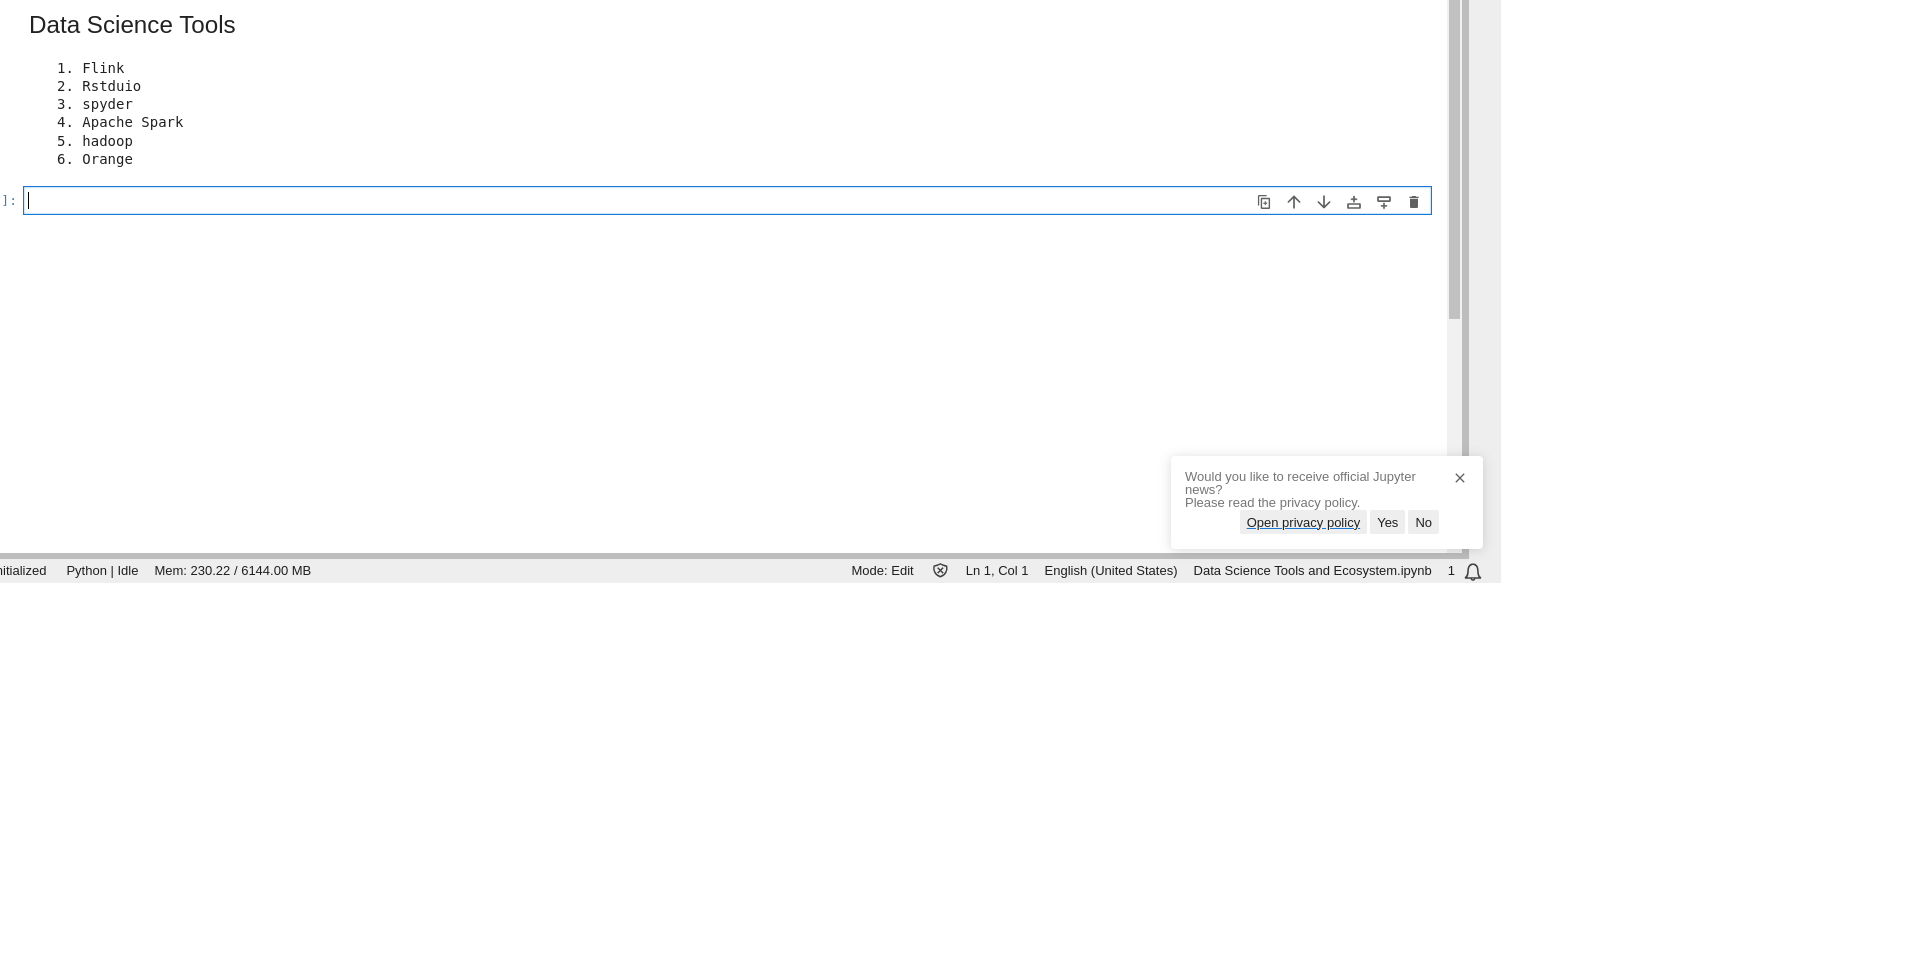 Data Science Tools
1. Flink
2. Rstduio
3. spyder
4. Apache Spark
5. hadoop
6. Orange
]:
Would you like to receive official Jupyter
news?
Please read the privacy policy.
Open privacy policy Yes No
nitialized Python | Idle Mem: 230.22 / 6144.00 MB Mode: Edit Ln 1, Col 1 English (United States) Data Science Tools and Ecosystem.ipynb 1